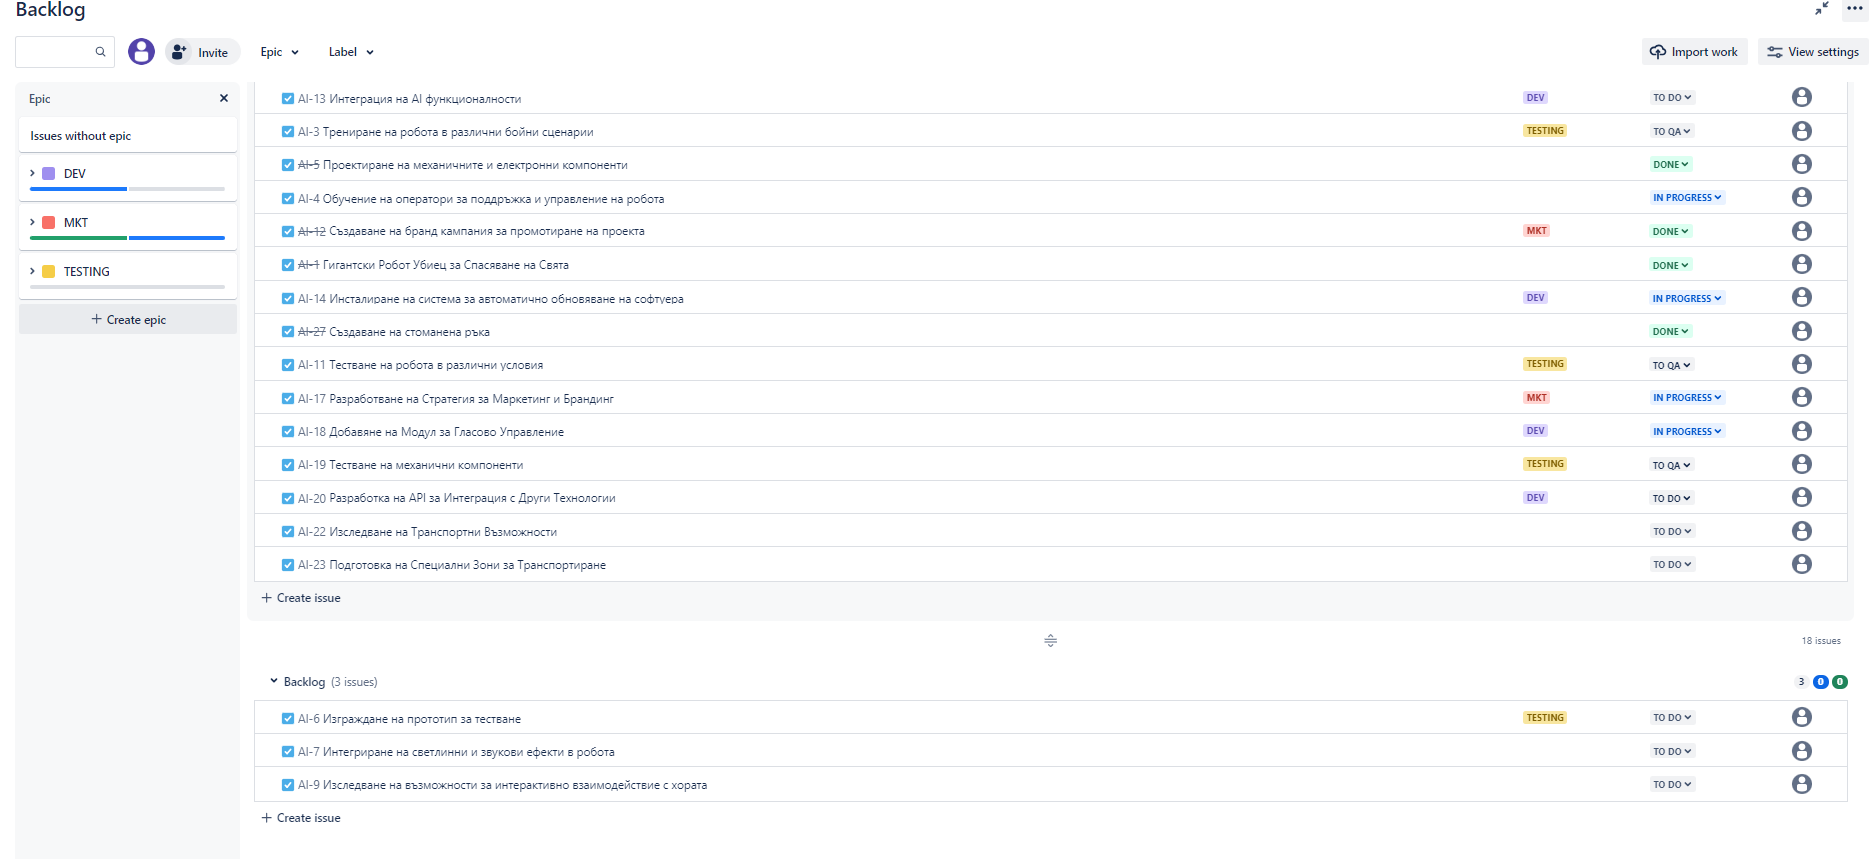 Backlog
Invite
Epic
Label
Import work
View settings
Epic
Issues without epic
DEV
MKT
TESTING
Create epic
AI-13 Интеграция на AI функционалности DEV TO DO
AI-3 Трениране на робота в различни бойни сценарии TESTING TO QA
AI-5 Проектиране на механичните и електронни компоненти DONE
AI-4 Обучение на оператори за поддръжка и управление на робота IN PROGRESS
AI-12 Създаване на бранд кампания за промотиране на проекта MKT DONE
AI-1 Гигантски Робот Убиец за Спасяване на Свята DONE
AI-14 Инсталиране на система за автоматично обновяване на софтуера DEV IN PROGRESS
AI-27 Създаване на стоманена ръка DONE
AI-11 Тестване на робота в различни условия TESTING TO QA
AI-17 Разработване на Стратегия за Маркетинг и Брандинг MKT IN PROGRESS
AI-18 Добавяне на Модул за Гласово Управление DEV IN PROGRESS
AI-19 Тестване на механични компоненти TESTING TO QA
AI-20 Разработка на API за Интеграция с Други Технологии DEV TO DO
AI-22 Изследване на Транспортни Възможности TO DO
AI-23 Подготовка на Специални Зони за Транспортиране TO DO
Create issue
18 issues
Backlog (3 issues) 3 0 0
AI-6 Изграждане на прототип за тестване TESTING TO DO
AI-7 Интегриране на светлинни и звукови ефекти в робота TO DO
AI-9 Изследване на възможности за интерактивно взаимодействие с хората TO DO
Create issue